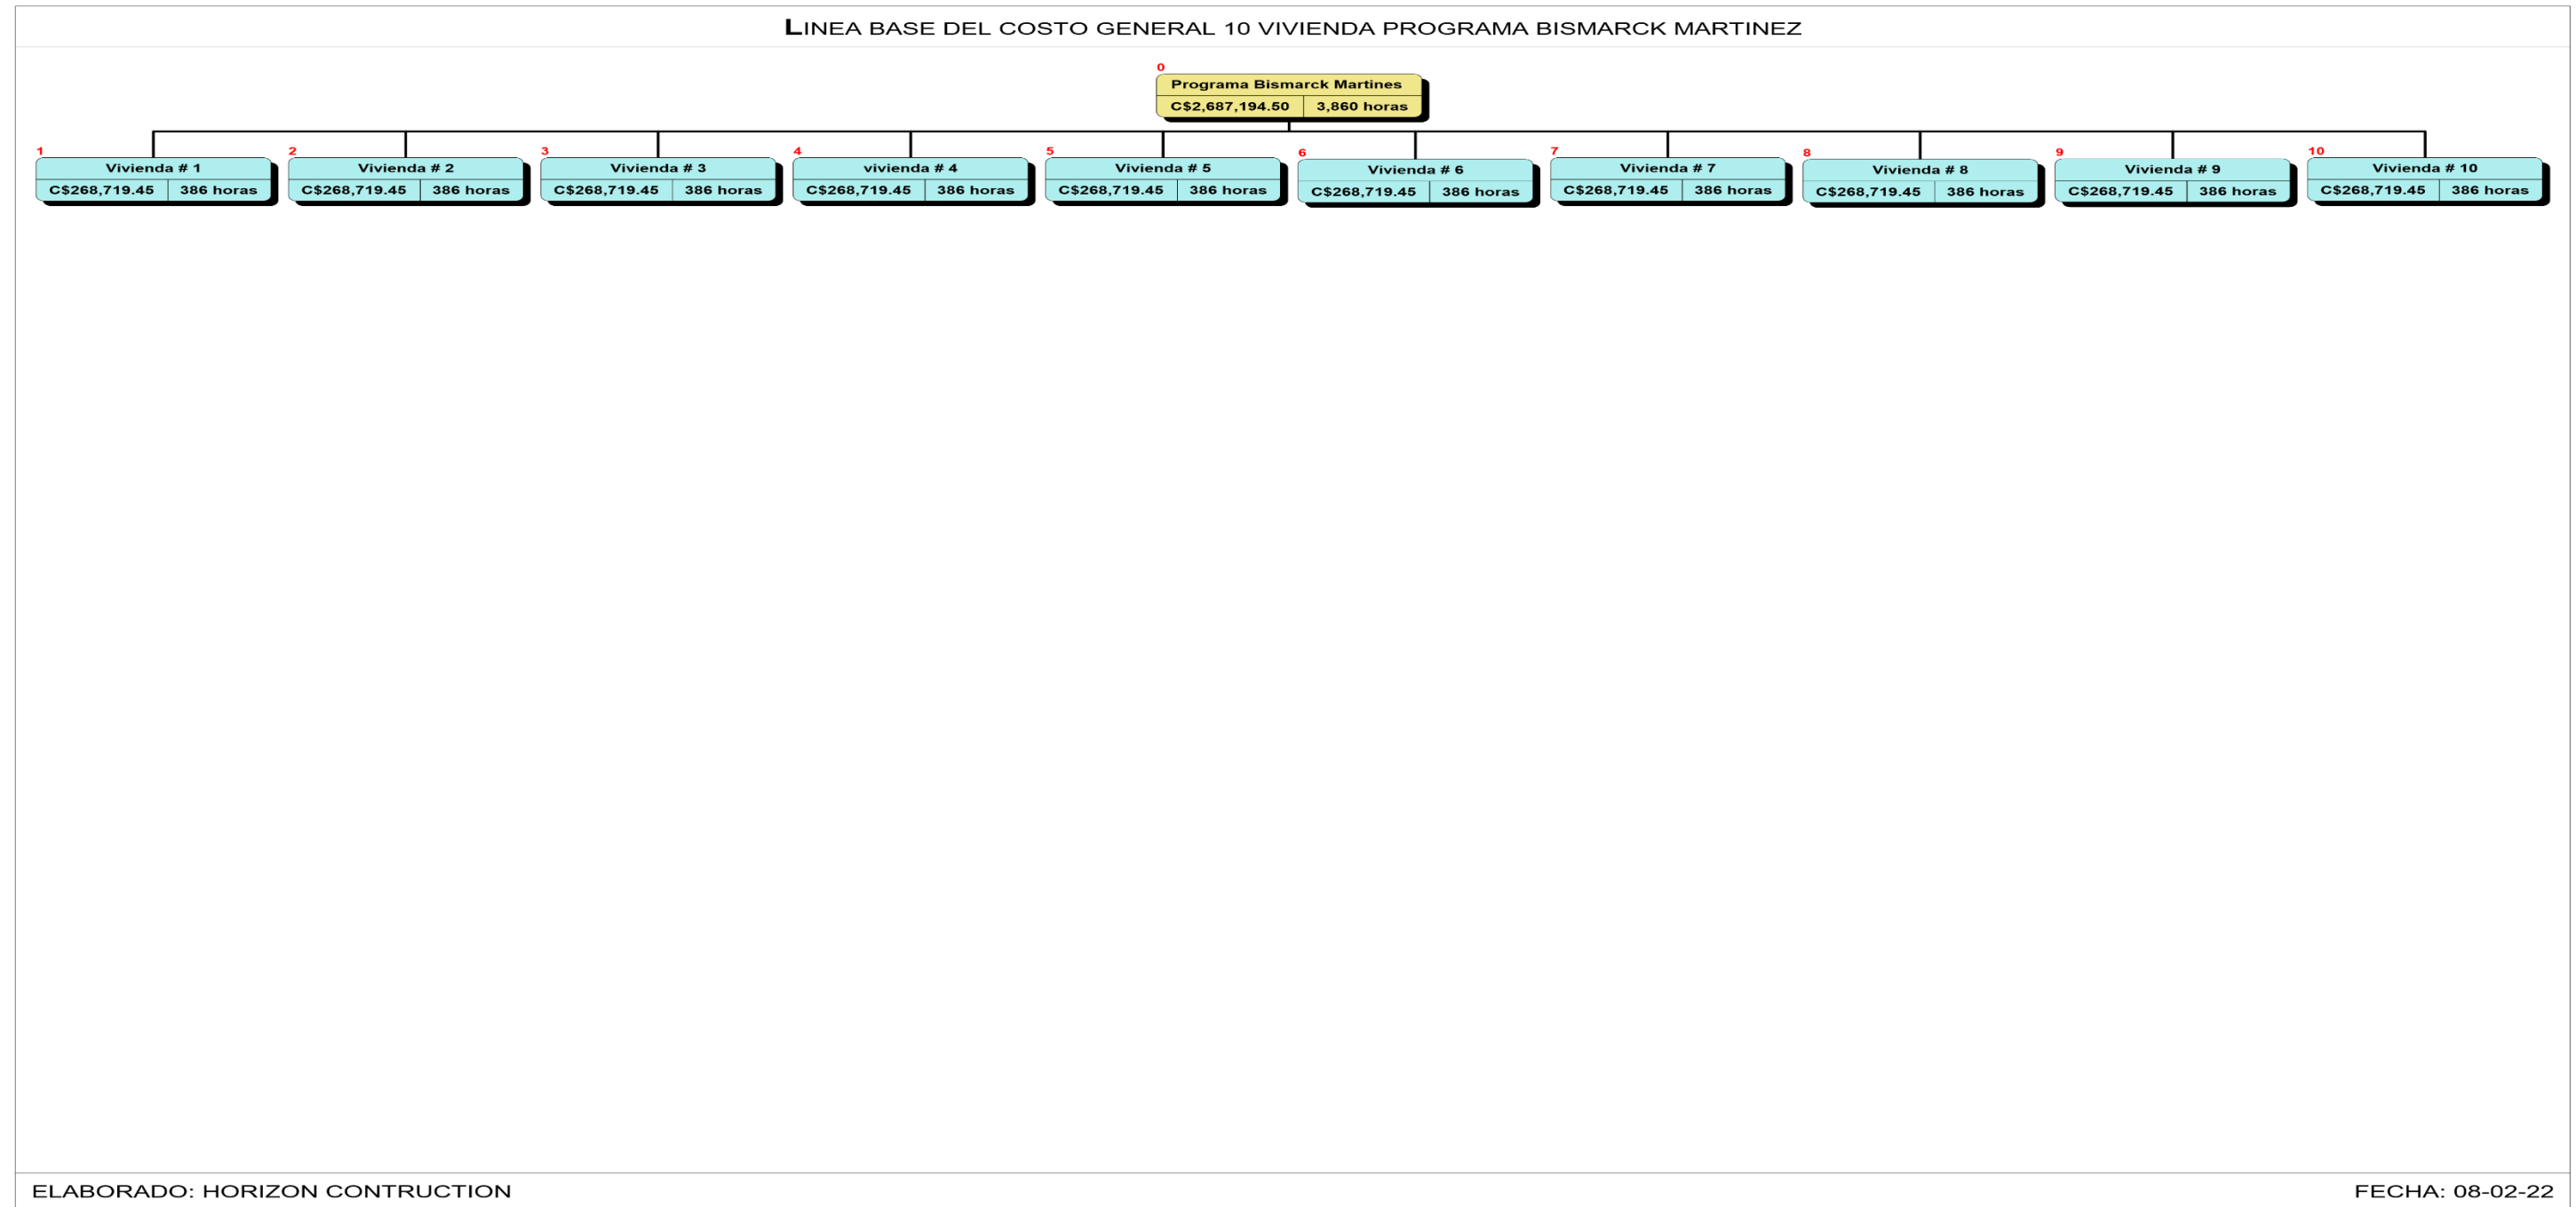 LINEA BASE DEL COSTO GENERAL 10 VIVIENDA PROGRAMA BISMARCK MARTINEZ
0
Programa Bismarck Martines
C$2,687,194.50 3,860 horas
1
Vivienda # 1
C$268,719.45 386 horas
2
Vivienda # 2
C$268,719.45 386 horas
3
Vivienda # 3
C$268,719.45 386 horas
4
vivienda # 4
C$268,719.45 386 horas
5
Vivienda # 5
C$268,719.45 386 horas
6
Vivienda # 6
C$268,719.45 386 horas
7
Vivienda # 7
C$268,719.45 386 horas
8
Vivienda # 8
C$268,719.45 386 horas
9
Vivienda # 9
C$268,719.45 386 horas
10
Vivienda # 10
C$268,719.45 386 horas
ELABORADO: HORIZON CONTRUCTION
FECHA: 08-02-22